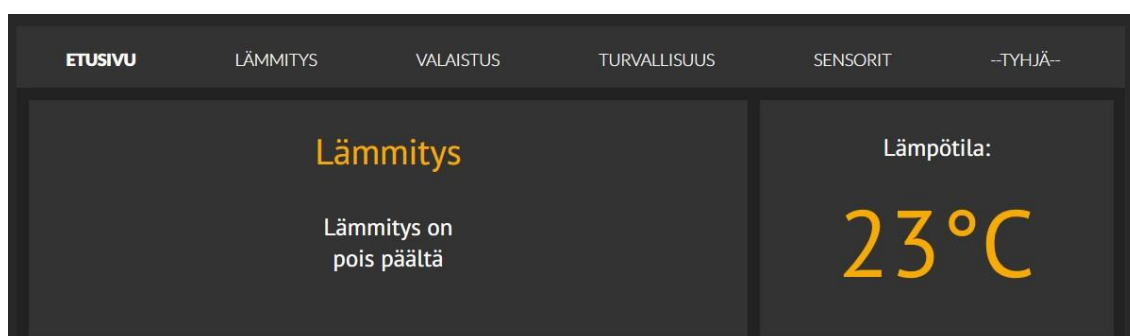 ETUSIVU LÄMMITYS VALAISTUS TURVALLISUUS SENSORIT --TYHJÄ--
Lämmitys
Lämmitys on
pois päältä
Lämpötila:
23°C